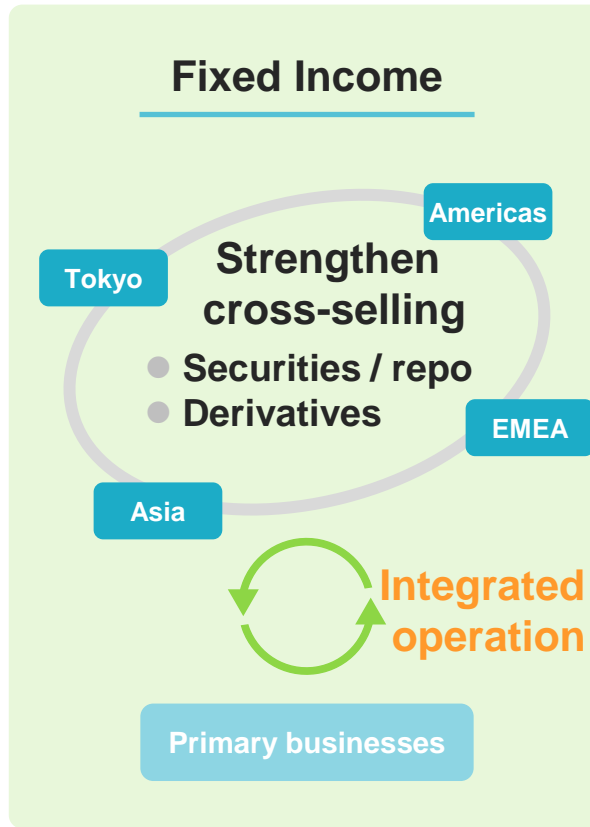 Fixed Income
Americas
Tokyo
Strengthen
cross-selling
Securities / repo
Derivatives
EMEA
Asia
Integrated
operation
Primary businesses